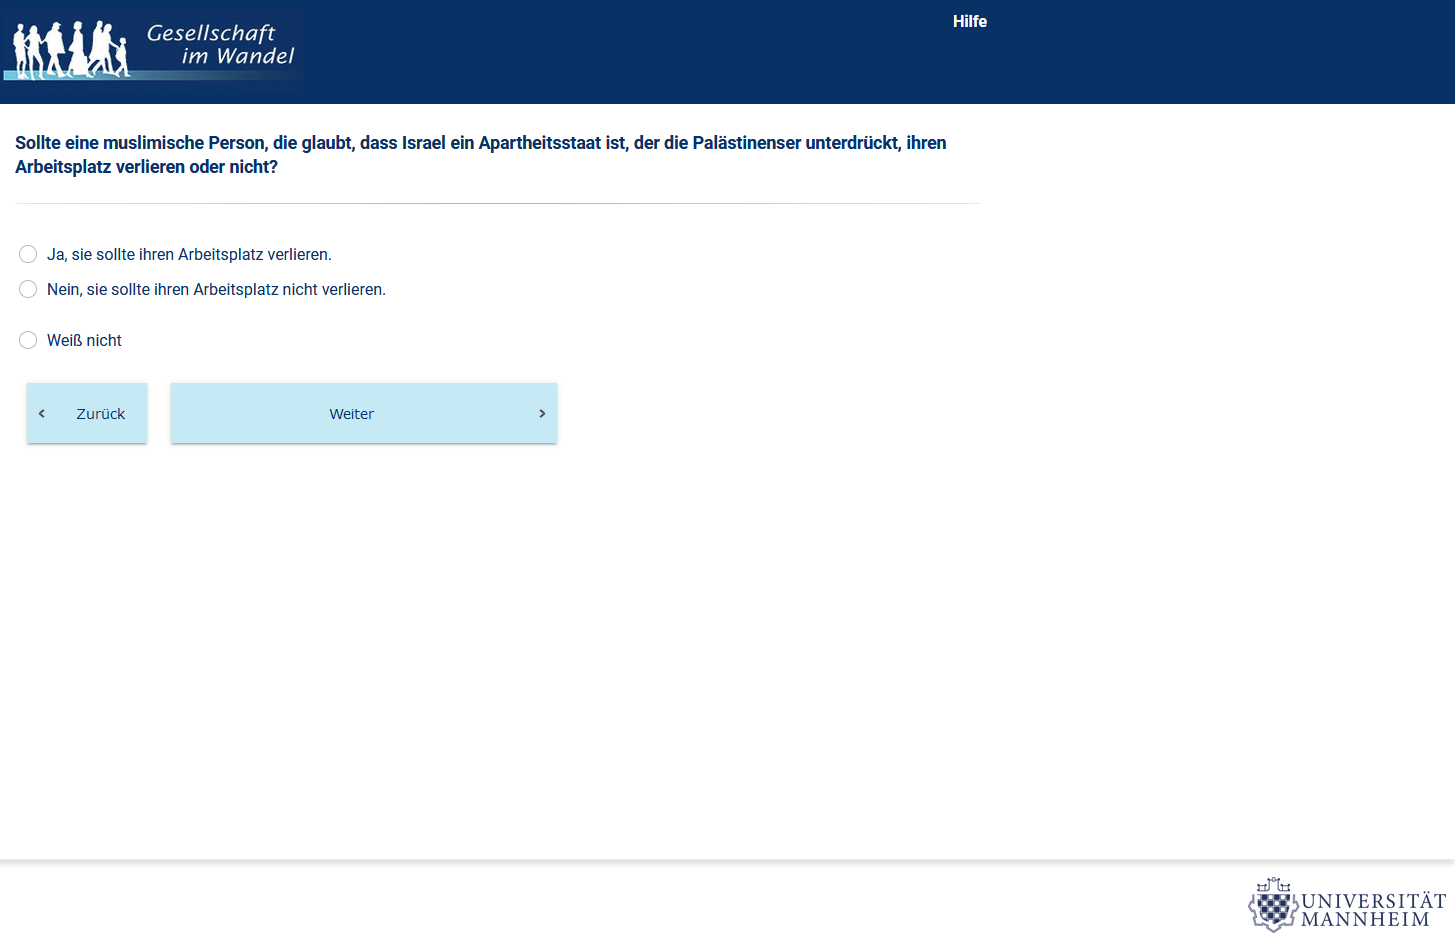 Gesellschaft
im Wandel
Hilfe
Sollte eine muslimische Person, die glaubt, dass Israel ein Apartheitsstaat ist, der die Palästinenser unterdrückt, ihren
Arbeitsplatz verlieren oder nicht?
Ja, sie sollte ihren Arbeitsplatz verlieren.
Nein, sie sollte ihren Arbeitsplatz nicht verlieren.
Weiß nicht
Zurück
Weiter
UNIVERSITÄT
MANNHEIM